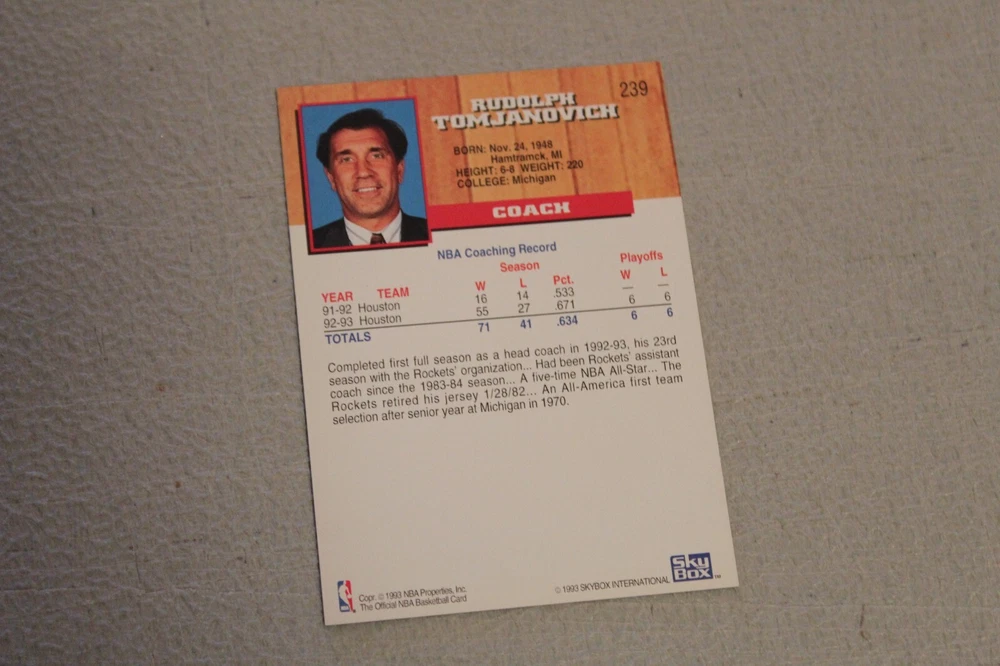 239
RUDOLPH
TOMJANOVICH
BORN: Nov. 24, 1948
Hamtramck, MI
HEIGHT: 6-8 WEIGHT: 220
COLLEGE: Michigan
COACH
NBA Coaching Record
Season Playoffs
YEAR TEAM W L Pct. W L
91-92 Houston 16 14 .533 — —
92-93 Houston 55 27 .671 6 6
TOTALS 71 41 .634 6 6
Completed first full season as a head coach in 1992-93, his 23rd
season with the Rockets' organization... Had been Rockets' assistant
coach since the 1983-84 season... A five-time NBA All-Star... The
Rockets retired his jersey 1/28/82... An All-America first team
selection after senior year at Michigan in 1970.
Copr. © 1993 NBA Properties, Inc.
The Official NBA Basketball Card
© 1993 SKYBOX INTERNATIONAL
SkyBox™